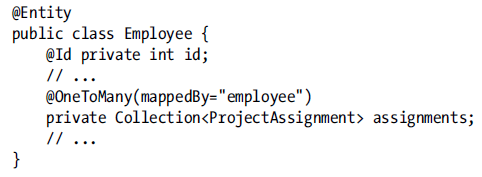 @Entity
public class Employee {
    @Id private int id;
    // ...
    @OneToMany(mappedBy="employee")
    private Collection<ProjectAssignment> assignments;
    // ...
}